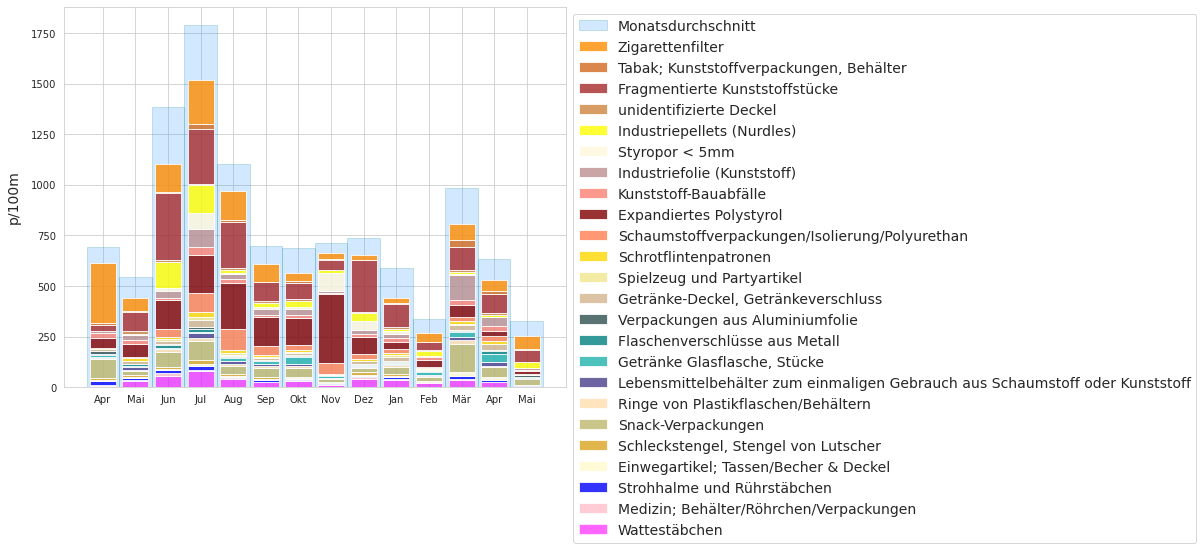 p/100m
1750
1500
1250
1000
750
500
250
0
Apr Mai Jun Jul Aug Sep Okt Nov Dez Jan Feb Mär Apr Mai
Monatsdurchschnitt
Zigarettenfilter
Tabak; Kunststoffverpackungen, Behälter
Fragmentierte Kunststoffstücke
unidentifizierte Deckel
Industriepellets (Nurdles)
Styropor < 5mm
Industriefolie (Kunststoff)
Kunststoff-Bauabfälle
Expandiertes Polystyrol
Schaumstoffverpackungen/Isolierung/Polyurethan
Schrotflintenpatronen
Spielzeug und Partyartikel
Getränke-Deckel, Getränkeverschluss
Verpackungen aus Aluminiumfolie
Flaschenverschlüsse aus Metall
Getränke Glasflasche, Stücke
Lebensmittelbehälter zum einmaligen Gebrauch aus Schaumstoff oder Kunststoff
Ringe von Plastikflaschen/Behältern
Snack-Verpackungen
Schleckstengel, Stengel von Lutscher
Einwegartikel; Tassen/Becher & Deckel
Strohhalme und Rührstäbchen
Medizin; Behälter/Röhrchen/Verpackungen
Wattestäbchen